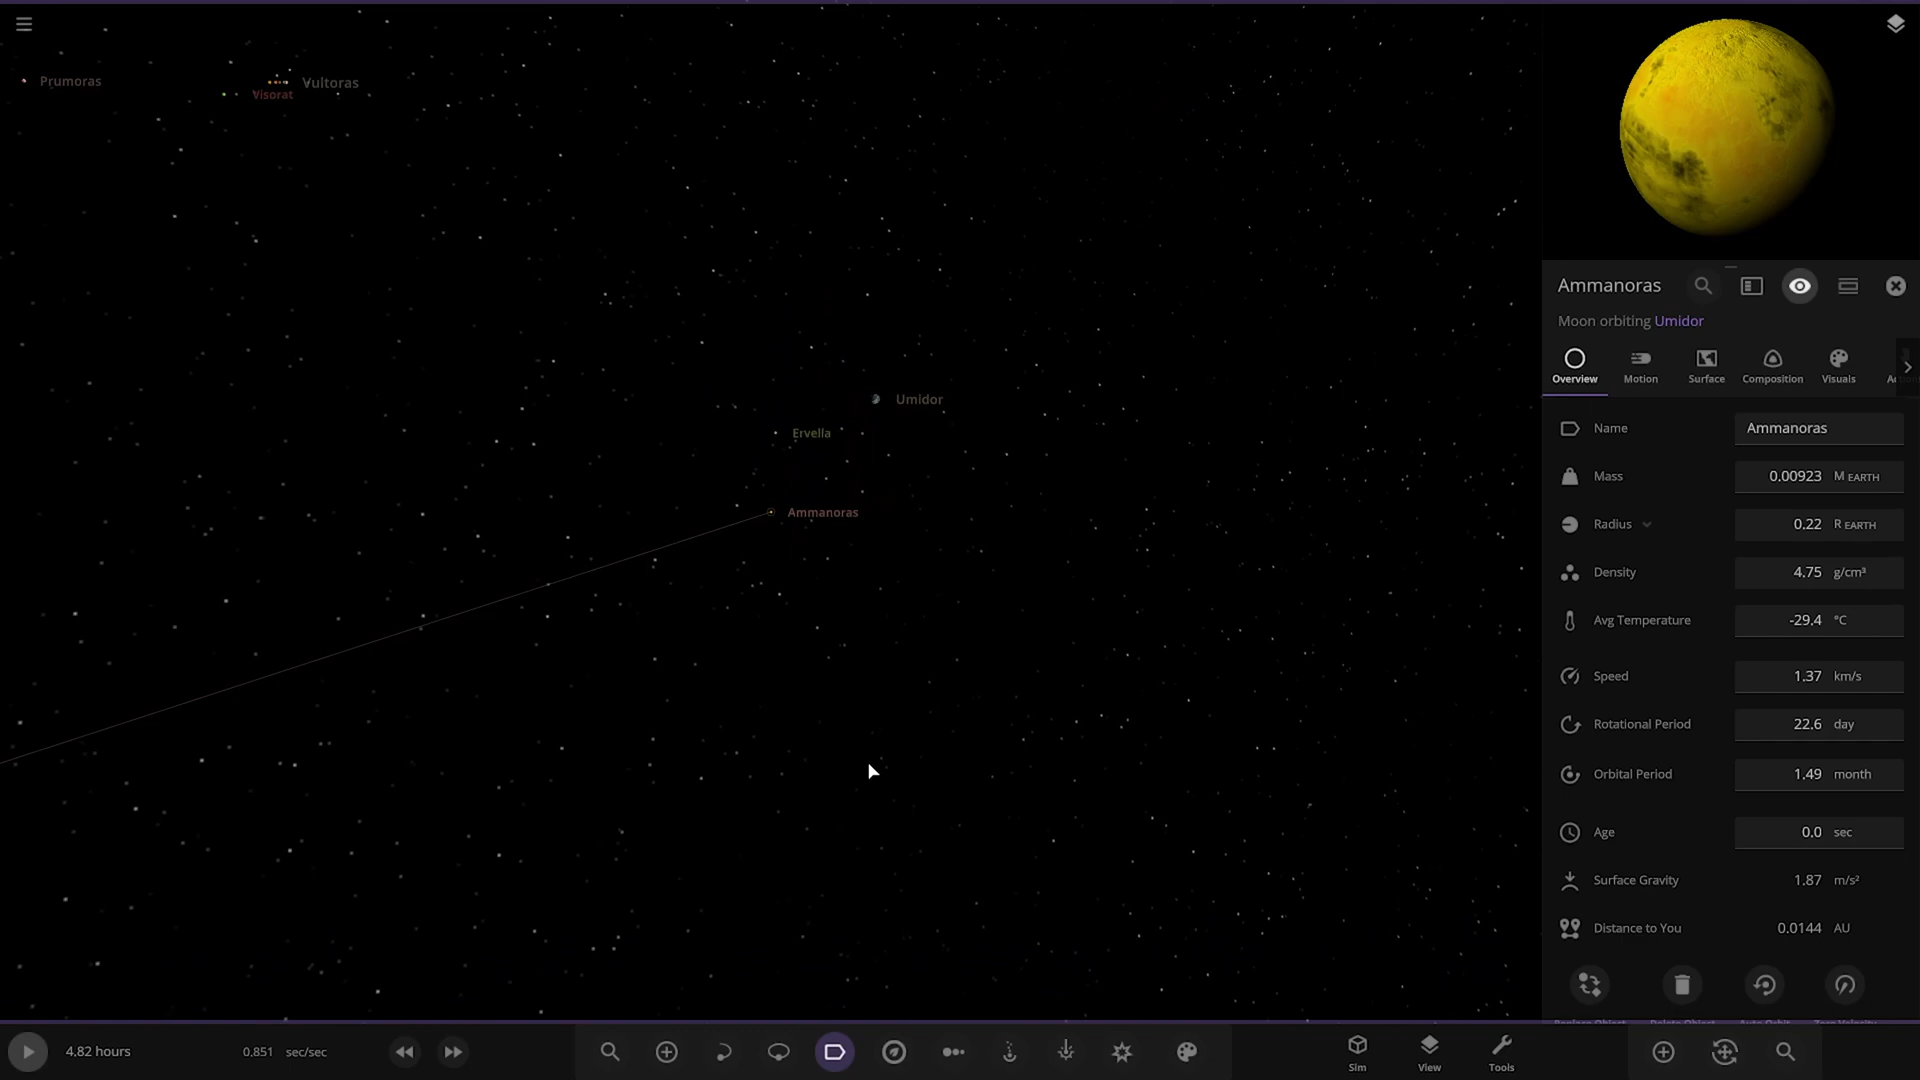 Prumoras
Vultoras
Visorat
Umidor
Ervella
Ammanoras
Ammanoras
Moon orbiting Umidor
Overview
Motion
Surface
Composition
Visuals
Name Ammanoras
Mass 0.00923 M EARTH
Radius 0.22 R EARTH
Density 4.75 g/cm³
Avg Temperature -29.4 °C
Speed 1.37 km/s
Rotational Period 22.6 day
Orbital Period 1.49 month
Age 0.0 sec
Surface Gravity 1.87 m/s²
Distance to You 0.0144 AU
4.82 hours
0.851 sec/sec
Sim
View
Tools